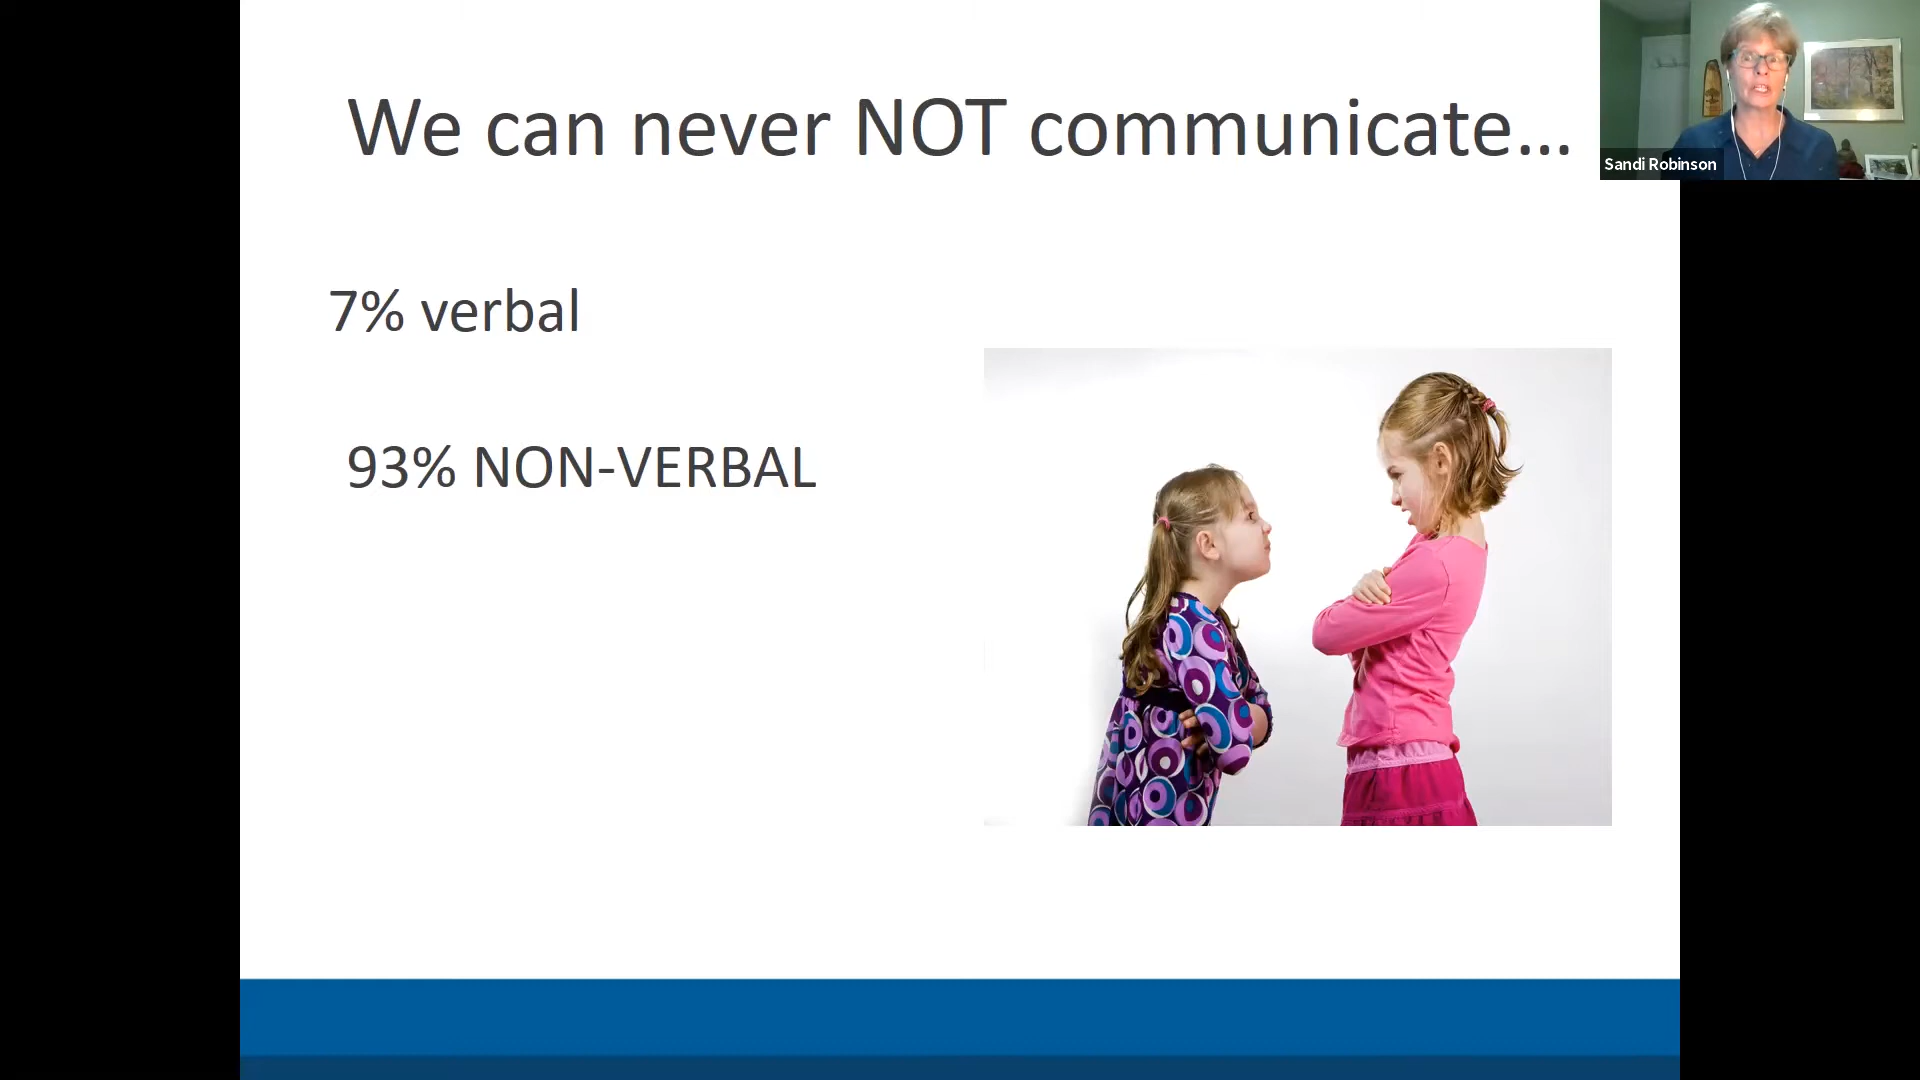 We can never NOT communicate...
Sandi Robinson
7% verbal
93% NON-VERBAL